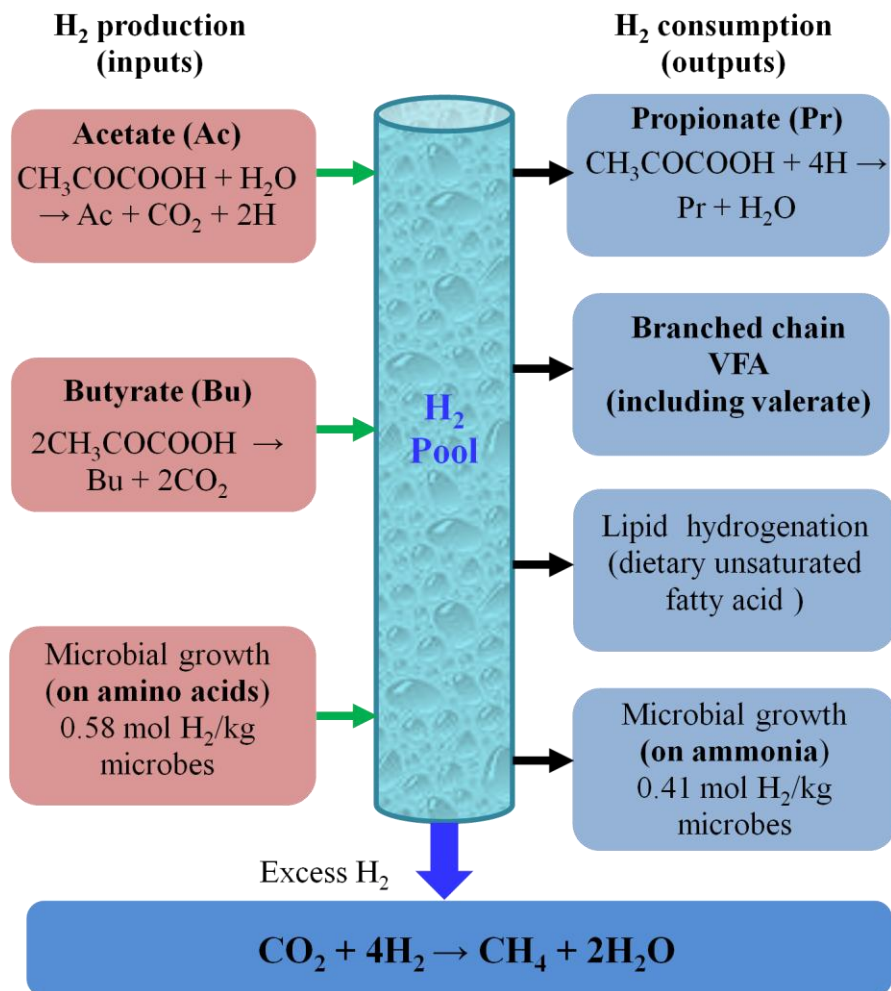 H₂ production
(inputs)
H₂ consumption
(outputs)
Acetate (Ac)
CH₃COCOOH + H₂O
→ Ac + CO₂ + 2H
Propionate (Pr)
CH₃COCOOH + 4H →
Pr + H₂O
Butyrate (Bu)
2CH₃COCOOH →
Bu + 2CO₂
H₂
Pool
Branched chain
VFA
(including valerate)
Lipid hydrogenation
(dietary unsaturated
fatty acid )
Microbial growth
(on amino acids)
0.58 mol H₂/kg
microbes
Microbial growth
(on ammonia)
0.41 mol H₂/kg
microbes
Excess H₂
CO₂ + 4H₂ → CH₄ + 2H₂O